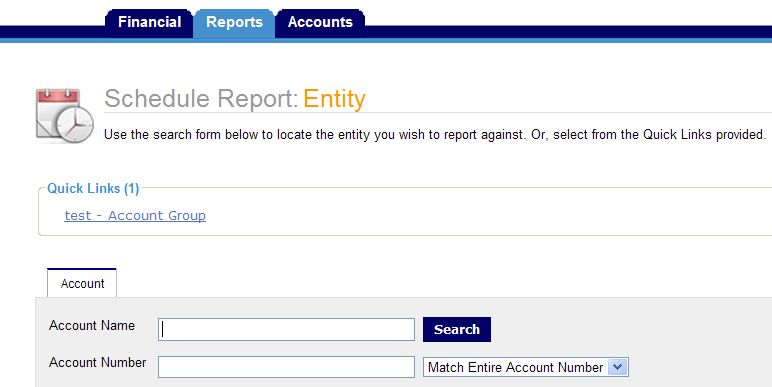 Financial Reports Accounts
Schedule Report: Entity
Use the search form below to locate the entity you wish to report against. Or, select from the Quick Links provided.
Quick Links (1)
test - Account Group
Account
Account Name Search
Account Number Match Entire Account Number